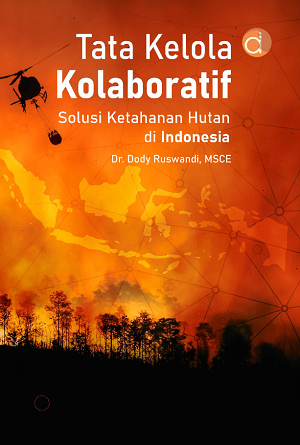 Tata Kelola
Kolaboratif
Solusi Ketahanan Hutan
di Indonesia
Dr. Dody Ruswandi, MSCE